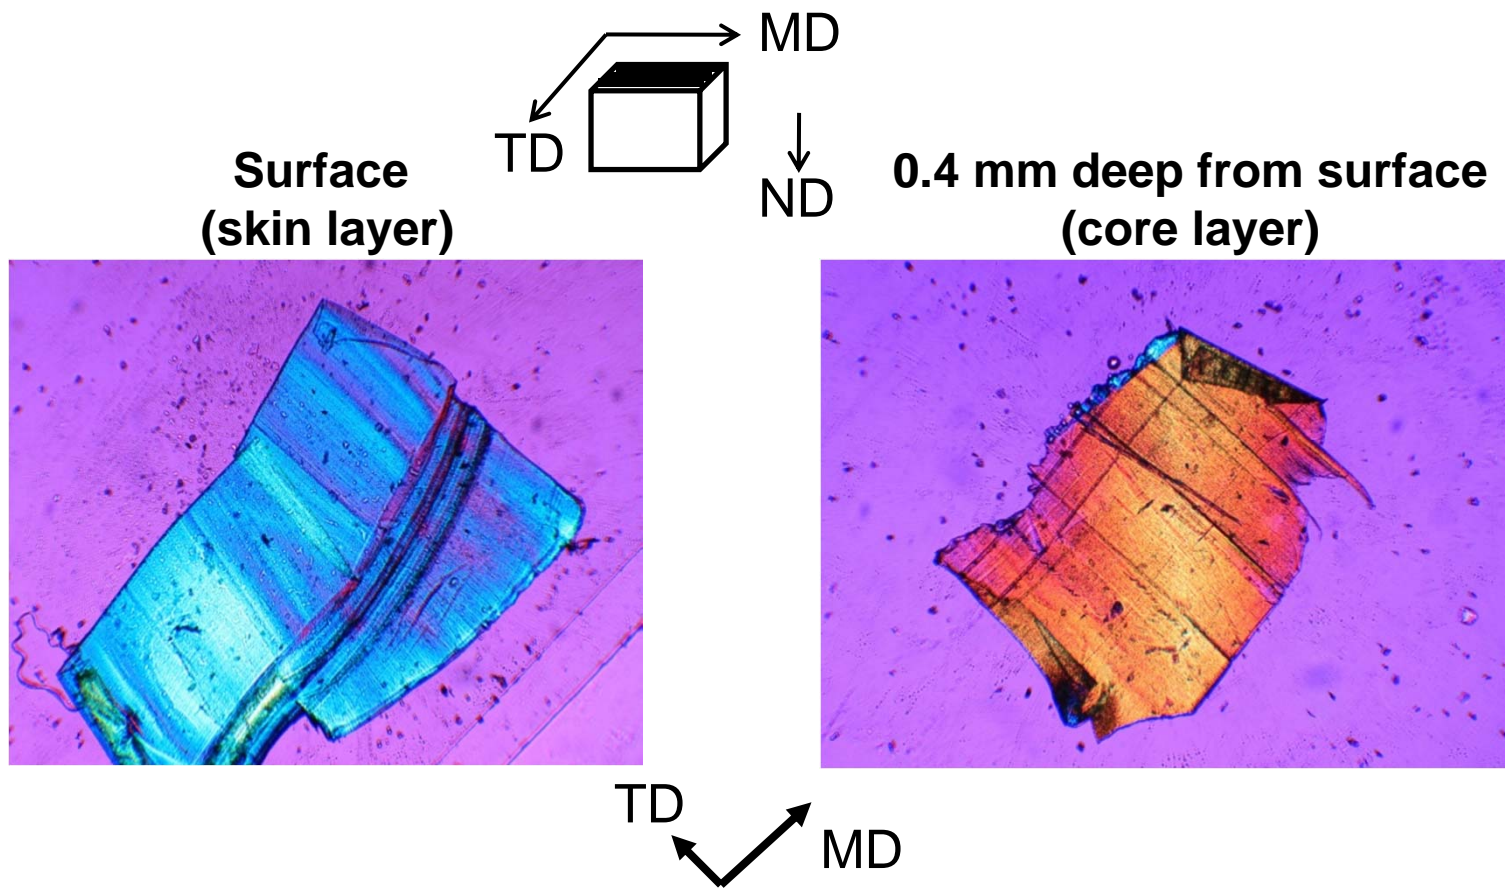 MD
TD
ND
Surface
(skin layer)
0.4 mm deep from surface
(core layer)
TD
MD